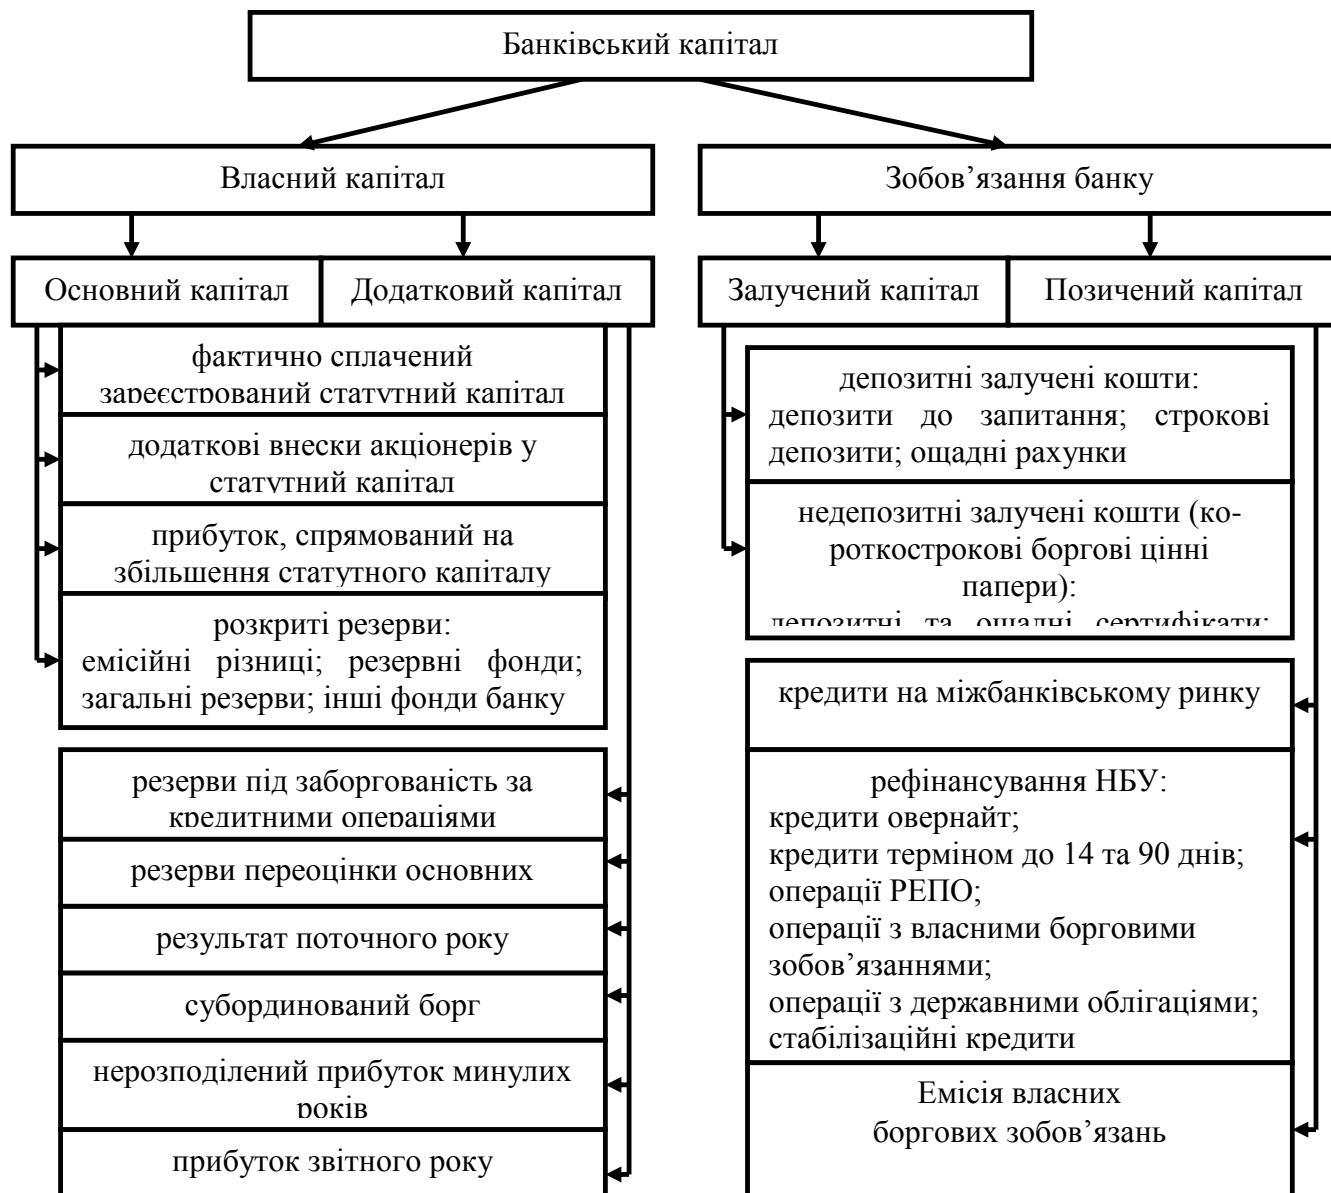 Банківський капітал
Власний капітал
Зобов’язання банку
Основний капітал
Додатковий капітал
Залучений капітал
Позичений капітал
фактично сплачений
зареєстрований статутний капітал
додаткові внески акціонерів у
статутний капітал
прибуток, спрямований на
збільшення статутного капіталу
розкриті резерви:
емісійні різниці; резервні фонди;
загальні резерви; інші фонди банку
резерви під заборгованість за
кредитними операціями
резерви переоцінки основних
результат поточного року
субординований борг
нерозподілений прибуток минулих
років
прибуток звітного року
депозитні залучені кошти:
депозити до запитання; строкові
депозити; ощадні рахунки
недепозитні залучені кошти (ко-
роткострокові боргові цінні
папери):
депозитні та ощадні сертифікати;
кредити на міжбанківському ринку
рефінансування НБУ:
кредити овернайт;
кредити терміном до 14 та 90 днів;
операції РЕПО;
операції з власними борговими
зобов’язаннями;
операції з державними облігаціями;
стабілізаційні кредити
Емісія власних
боргових зобов’язань